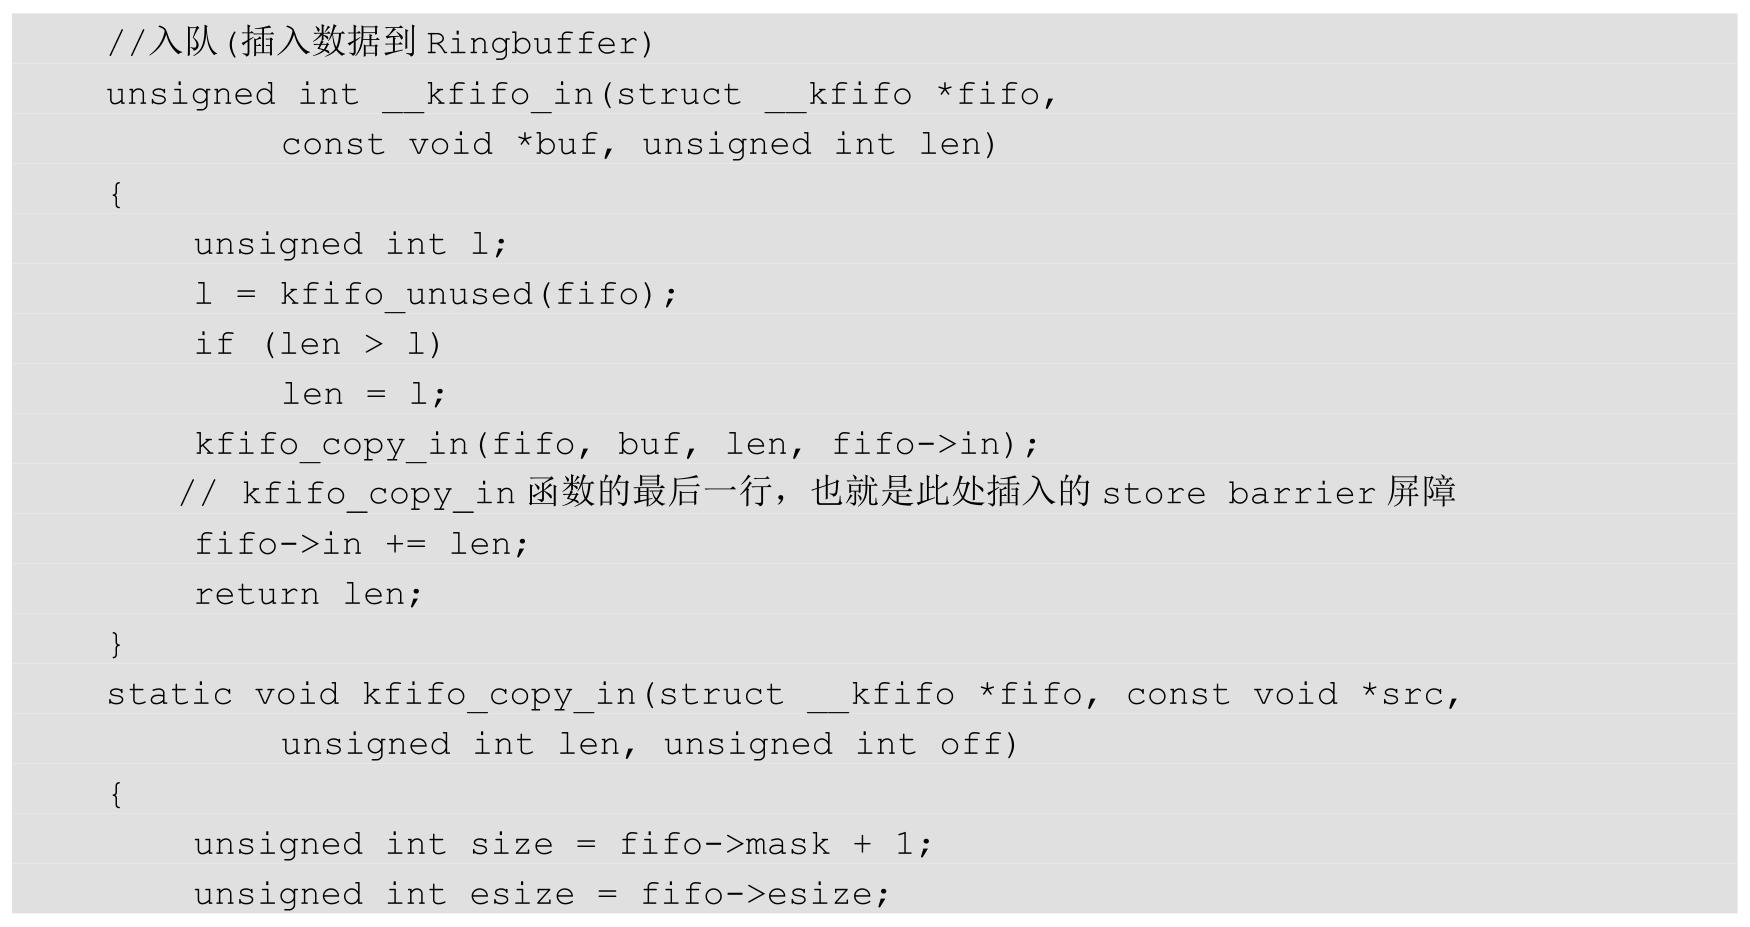 //入队(插入数据到 Ringbuffer)
unsigned int __kfifo_in(struct __kfifo *fifo,
        const void *buf, unsigned int len)
{
    unsigned int l;
    l = kfifo_unused(fifo);
    if (len > l)
        len = l;
    kfifo_copy_in(fifo, buf, len, fifo->in);
   // kfifo_copy_in 函数的最后一行，也就是此处插入的 store barrier 屏障
    fifo->in += len;
    return len;
}
static void kfifo_copy_in(struct __kfifo *fifo, const void *src,
        unsigned int len, unsigned int off)
{
    unsigned int size = fifo->mask + 1;
    unsigned int esize = fifo->esize;